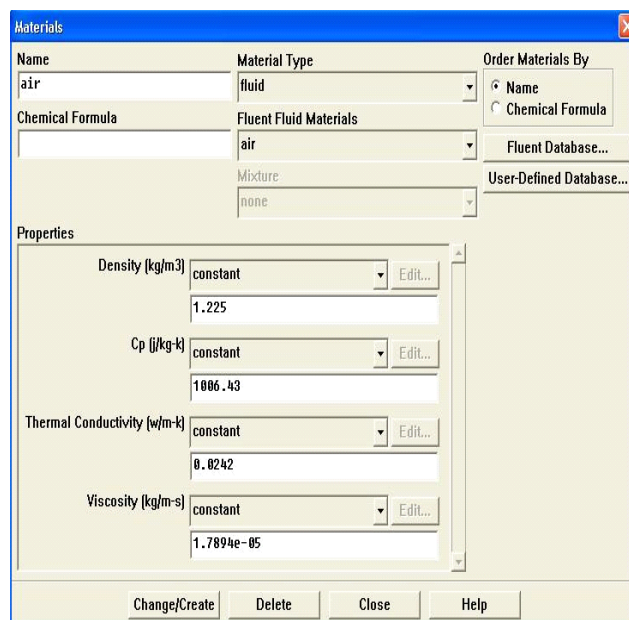 Materials
Name
air
Chemical Formula
Material Type
fluid
Fluent Fluid Materials
air
Mixture
none
Order Materials By
Name
Chemical Formula
Fluent Database...
User-Defined Database...
Properties
Density (kg/m3) constant Edit...
1.225
Cp (j/kg-k) constant Edit...
1006.43
Thermal Conductivity (w/m-k) constant Edit...
0.0242
Viscosity (kg/m-s) constant Edit...
1.7894e-05
Change/Create Delete Close Help